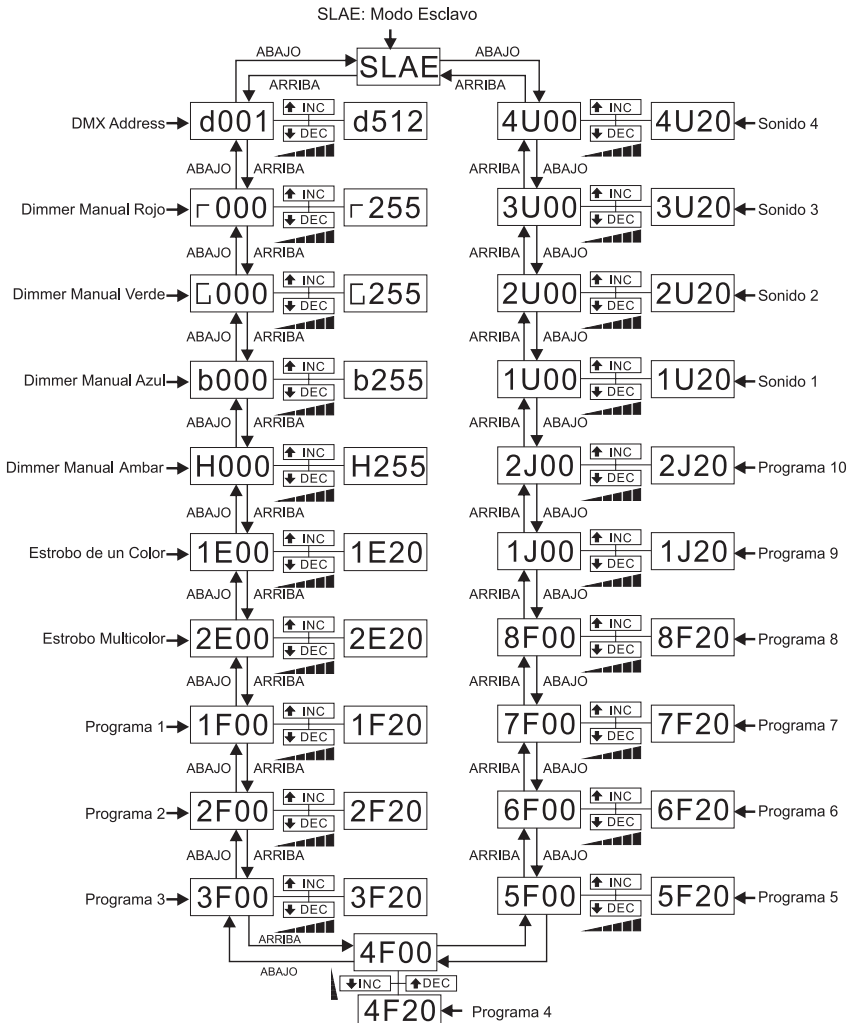 SLAE: Modo Esclavo
ABAJO SLAE ABAJO
ARRIBA ARRIBA
DMX Address d001 INC DEC d512
4U00 INC DEC 4U20 Sonido 4
ABAJO ARRIBA
ARRIBA ABAJO
Dimmer Manual Rojo r000 INC DEC r255
3U00 INC DEC 3U20 Sonido 3
ABAJO ARRIBA
ARRIBA ABAJO
Dimmer Manual Verde G000 INC DEC G255
2U00 INC DEC 2U20 Sonido 2
ABAJO ARRIBA
ARRIBA ABAJO
Dimmer Manual Azul b000 INC DEC b255
1U00 INC DEC 1U20 Sonido 1
ABAJO ARRIBA
ARRIBA ABAJO
Dimmer Manual Ambar H000 INC DEC H255
2J00 INC DEC 2J20 Programa 10
ABAJO ARRIBA
ARRIBA ABAJO
Estrobo de un Color 1E00 INC DEC 1E20
1J00 INC DEC 1J20 Programa 9
ABAJO ARRIBA
ARRIBA ABAJO
Estrobo Multicolor 2E00 INC DEC 2E20
8F00 INC DEC 8F20 Programa 8
ABAJO ARRIBA
ARRIBA ABAJO
Programa 1 1F00 INC DEC 1F20
7F00 INC DEC 7F20 Programa 7
ABAJO ARRIBA
ARRIBA ABAJO
Programa 2 2F00 INC DEC 2F20
6F00 INC DEC 6F20 Programa 6
ABAJO ARRIBA
ARRIBA ABAJO
Programa 3 3F00 INC DEC 3F20
5F00 INC DEC 5F20 Programa 5
ARRIBA
4F00
ABAJO
INC DEC
4F20 Programa 4